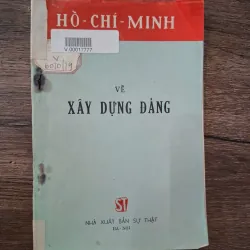 HỒ-CHÍ-MINH
VỀ
XÂY DỰNG ĐẢNG
ST
NHÀ XUẤT BẢN SỰ THẬT
HÀ-NỘI